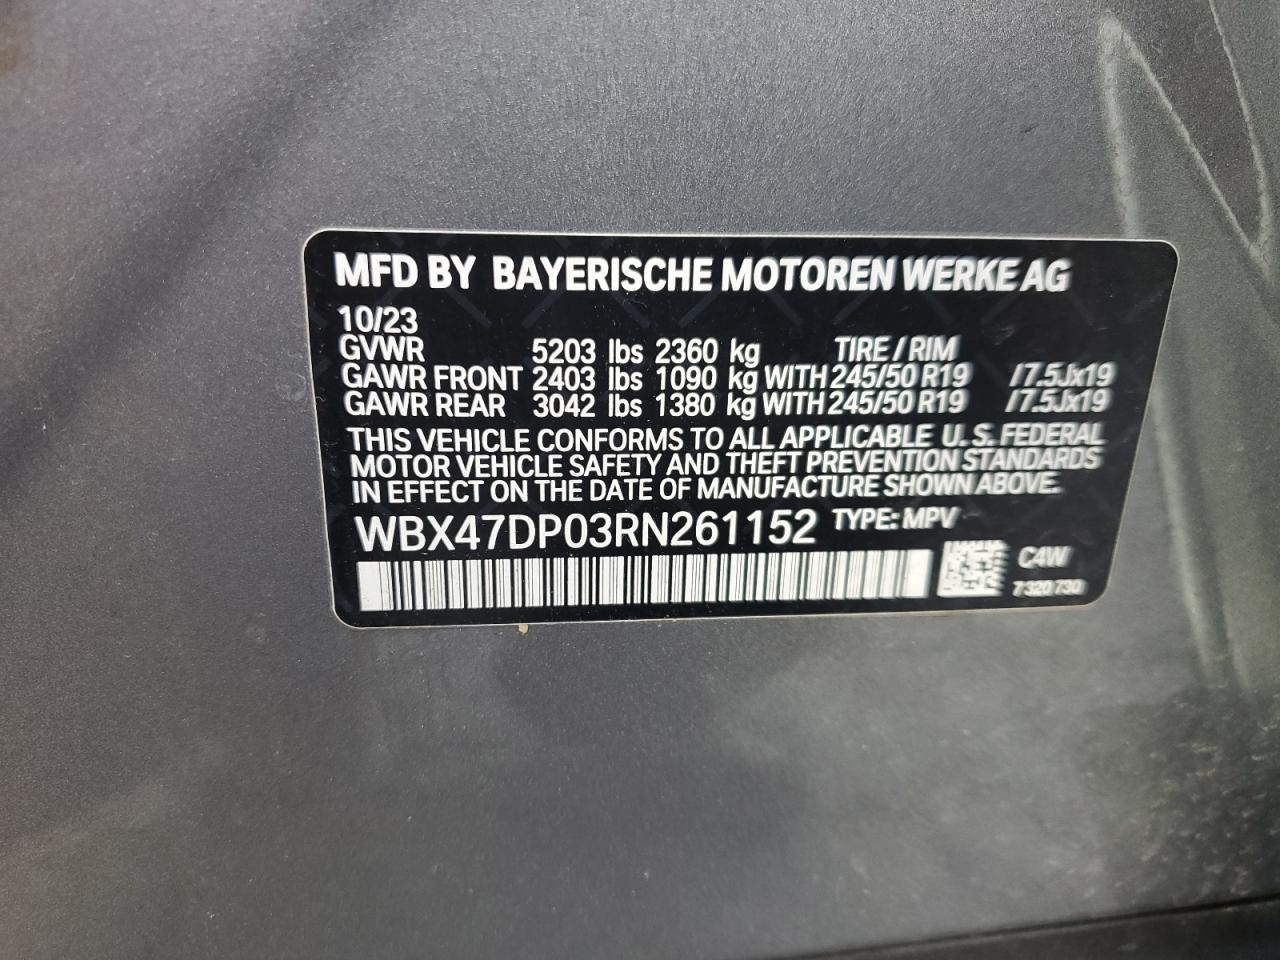 MFD BY BAYERISCHE MOTOREN WERKE AG
10/23
GVWR 5203 lbs 2360 kg TIRE / RIM
GAWR FRONT 2403 lbs 1090 kg WITH 245/50 R19 / 7.5Jx19
GAWR REAR 3042 lbs 1380 kg WITH 245/50 R19 / 7.5Jx19
THIS VEHICLE CONFORMS TO ALL APPLICABLE U.S. FEDERAL
MOTOR VEHICLE SAFETY AND THEFT PREVENTION STANDARDS
IN EFFECT ON THE DATE OF MANUFACTURE SHOWN ABOVE.
WBX47DP03RN261152 TYPE: MPV
C4W
7 320 730